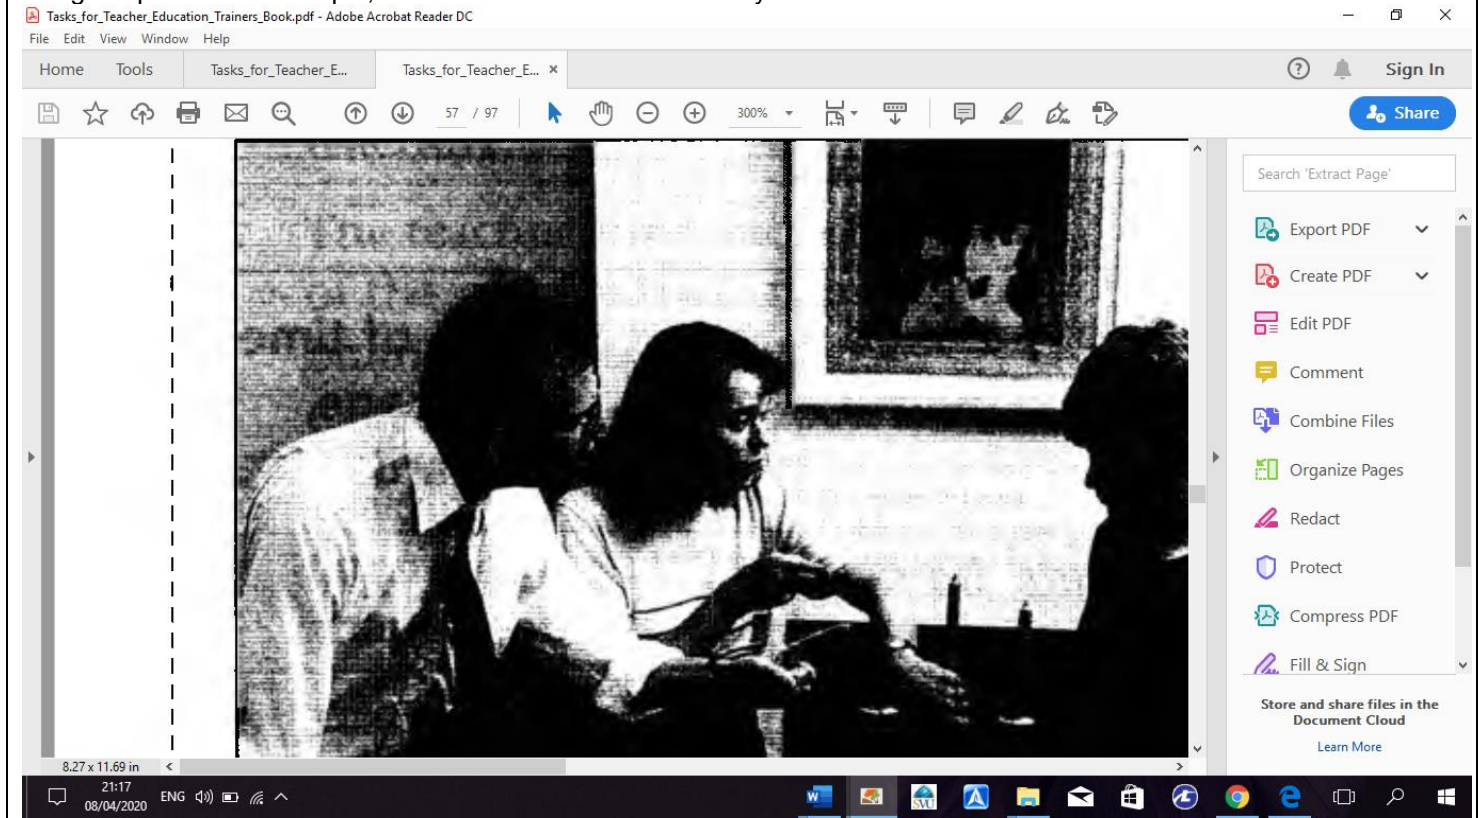 Tasks_for_Teacher_Education_Trainers_Book.pdf - Adobe Acrobat Reader DC
File Edit View Window Help
Home Tools Tasks_for_Teacher_E... Tasks_for_Teacher_E... × Sign In
57 / 97 300% Share
Search 'Extract Page'
Export PDF
Create PDF
Edit PDF
Comment
Combine Files
Organize Pages
Redact
Protect
Compress PDF
Fill & Sign
Store and share files in the
Document Cloud
Learn More
8.27 x 11.69 in
21:17
08/04/2020
ENG
SVU